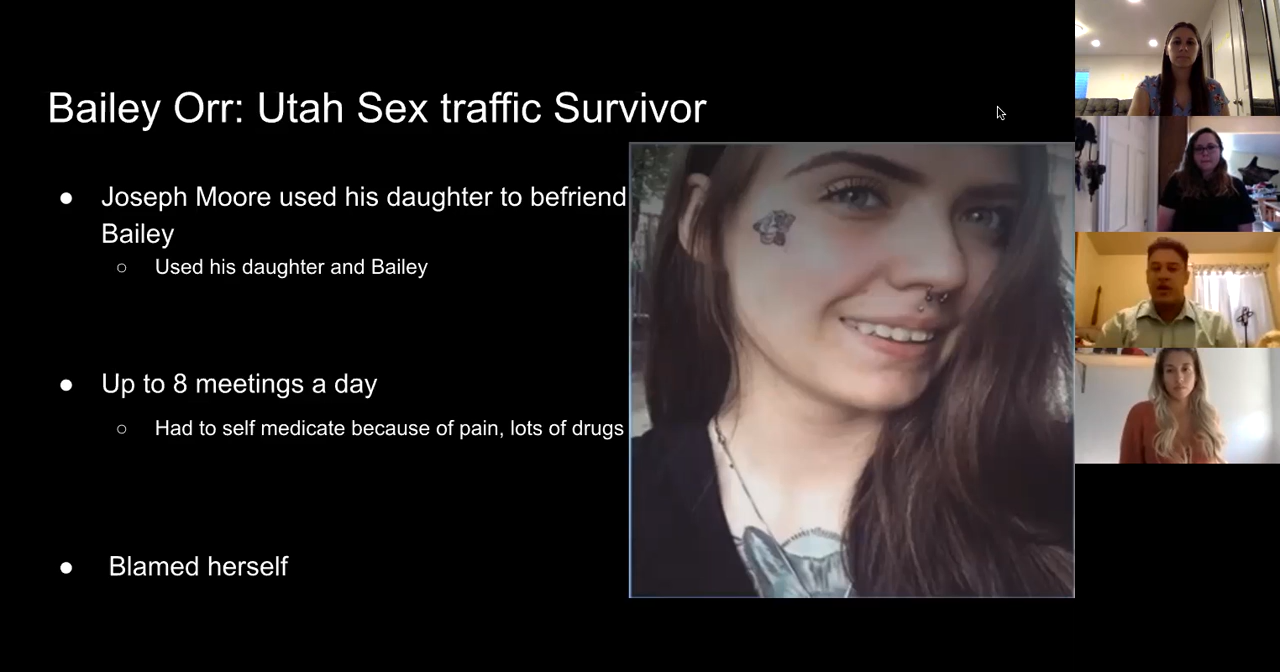 Bailey Orr: Utah Sex traffic Survivor
● Joseph Moore used his daughter to befriend
Bailey
○ Used his daughter and Bailey
● Up to 8 meetings a day
○ Had to self medicate because of pain, lots of drugs
● Blamed herself